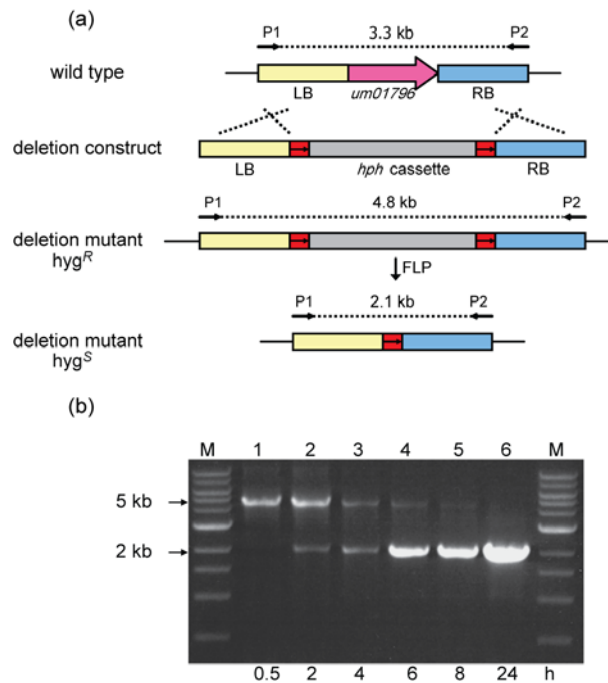 (a)
P1 3.3 kb P2
wild type
LB um01796 RB
deletion construct
LB hph cassette RB
P1 4.8 kb P2
deletion mutant
hygR
FLP
P1 2.1 kb P2
deletion mutant
hygS
(b)
M 1 2 3 4 5 6 M
5 kb
2 kb
0.5 2 4 6 8 24 h